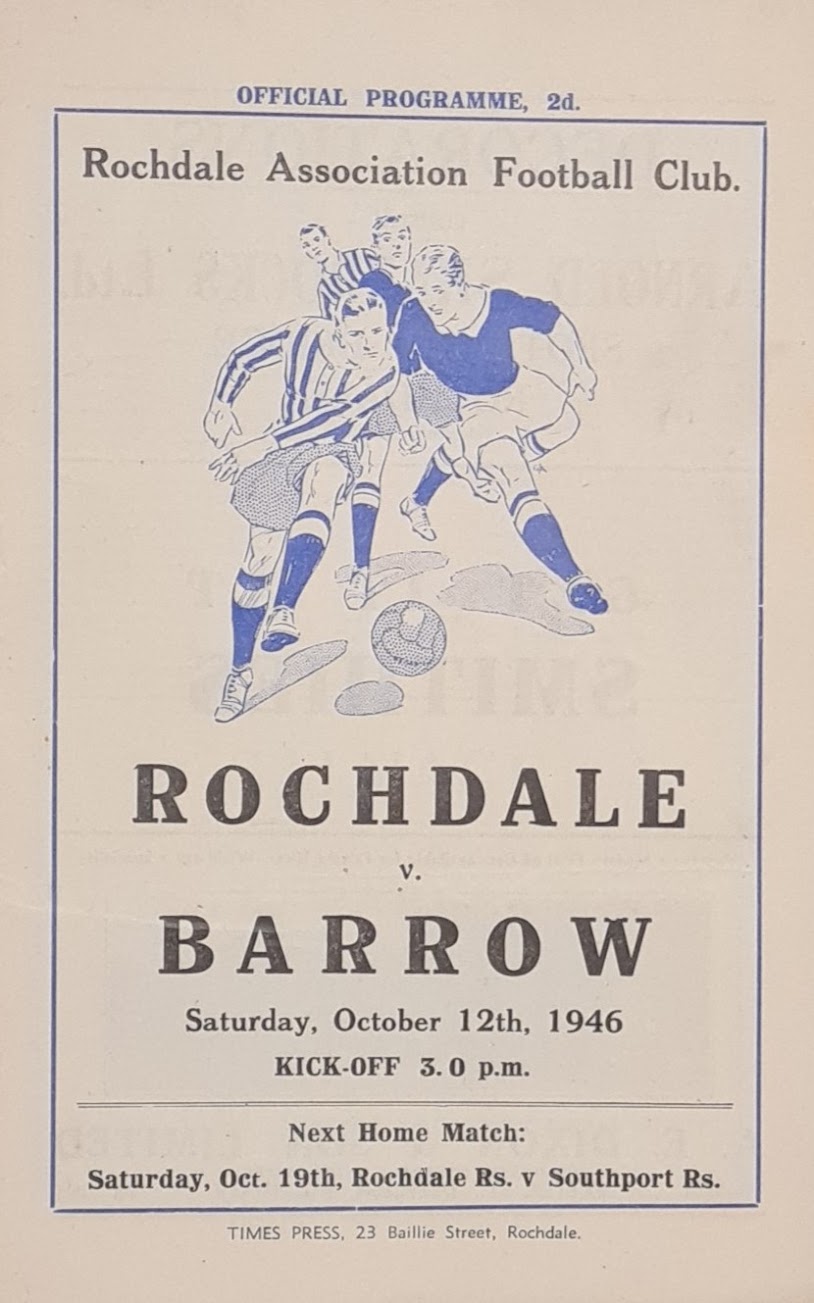 OFFICIAL PROGRAMME, 2d.
Rochdale Association Football Club.
ROCHDALE
v.
BARROW
Saturday, October 12th, 1946
KICK-OFF 3.0 p.m.
Next Home Match:
Saturday, Oct. 19th, Rochdale Rs. v Southport Rs.
TIMES PRESS, 23 Baillie Street, Rochdale.